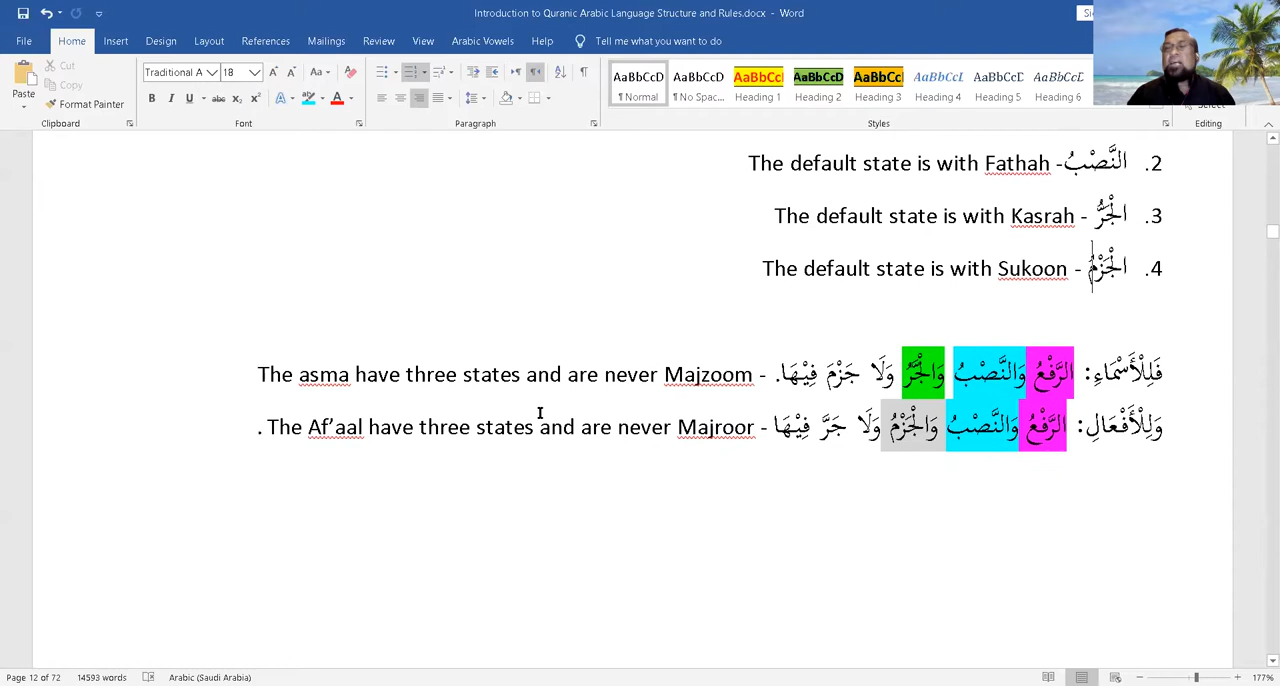 Introduction to Quranic Arabic Language Structure and Rules.docx - Word
File Home Insert Design Layout References Mailings Review View Arabic Vowels Help Tell me what you want to do
Paste
Cut
Copy
Format Painter
Traditional A 18
AaBbCcD AaBbCcD AaBbCcI AaBbCcD AaBbCcI AaBbCcL AaBbCcD AaBbCcD
¶ Normal ¶ No Spac... Heading 1 Heading 2 Heading 3 Heading 4 Heading 5 Heading 6
Clipboard Font Paragraph Styles Editing
2. النَّصْبُ- The default state is with Fathah
3. الْجَرُّ - The default state is with Kasrah
4. الْجَزْمُ - The default state is with Sukoon
فَلِلْأَسْمَاءِ: الرَّفْعُ وَالنَّصْبُ وَالْجَرُّ وَلَا جَزْمَ فِيْهَا. - The asmaa have three states and are never Majzoom
وَلِلْأَفْعَالِ: الرَّفْعُ وَالنَّصْبُ وَالْجَزْمُ وَلَا جَرَّ فِيْهَا - The Af’aal have three states and are never Majroor .
Page 12 of 72 14593 words Arabic (Saudi Arabia) 177%